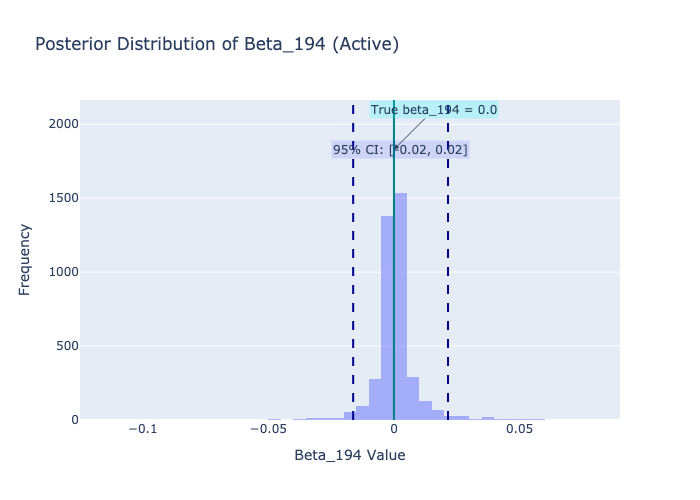 Posterior Distribution of Beta_194 (Active)
True beta_194 = 0.0
95% CI: [-0.02, 0.02]
2000
1500
1000
500
0
Frequency
−0.1
−0.05
0
0.05
Beta_194 Value